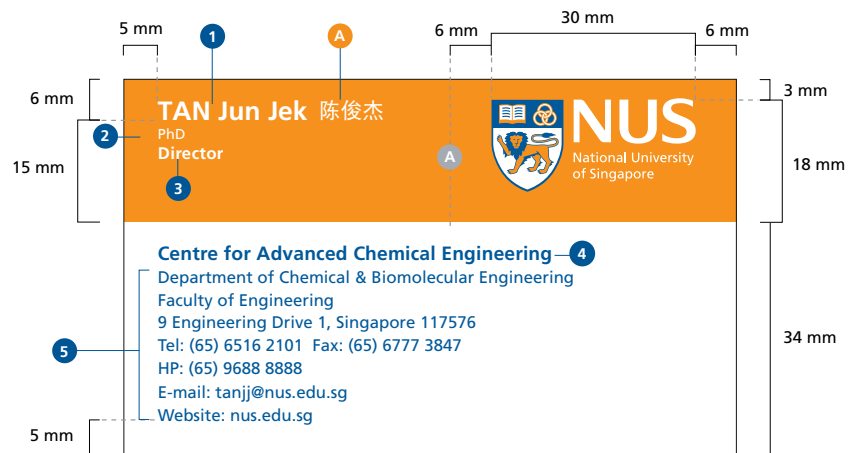 30 mm
5 mm
1
A
6 mm
6 mm
3 mm
6 mm
TAN Jun Jek 陈俊杰
NUS
PhD
2
Director
A
National University
of Singapore
15 mm
18 mm
3
Centre for Advanced Chemical Engineering
4
Department of Chemical & Biomolecular Engineering
Faculty of Engineering
9 Engineering Drive 1, Singapore 117576
Tel: (65) 6516 2101 Fax: (65) 6777 3847
34 mm
5
HP: (65) 9688 8888
E-mail: tanjj@nus.edu.sg
Website: nus.edu.sg
5 mm